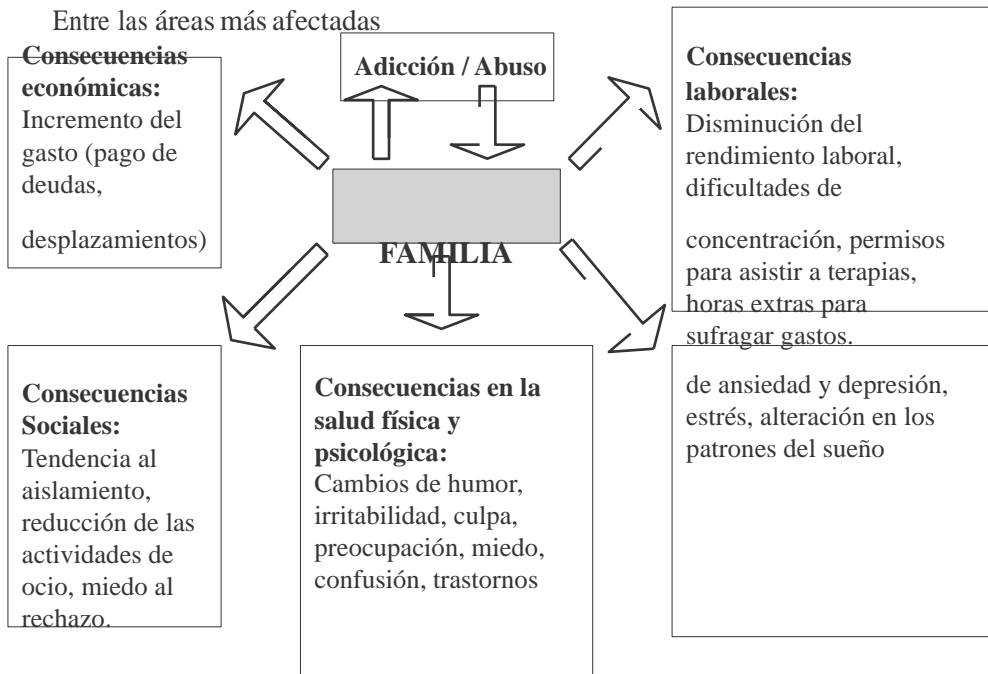 Entre las áreas más afectadas
Consecuencias
económicas:
Incremento del
gasto (pago de
deudas,
desplazamientos)
Adicción / Abuso
Consecuencias
laborales:
Disminución del
rendimiento laboral,
dificultades de
concentración, permisos
para asistir a terapias,
horas extras para
sufragar gastos.
FAMILIA
Consecuencias
Sociales:
Tendencia al
aislamiento,
reducción de las
actividades de
ocio, miedo al
rechazo.
Consecuencias en la
salud física y
psicológica:
Cambios de humor,
irritabilidad, culpa,
preocupación, miedo,
confusión, trastornos
de ansiedad y depresión,
estrés, alteración en los
patrones del sueño